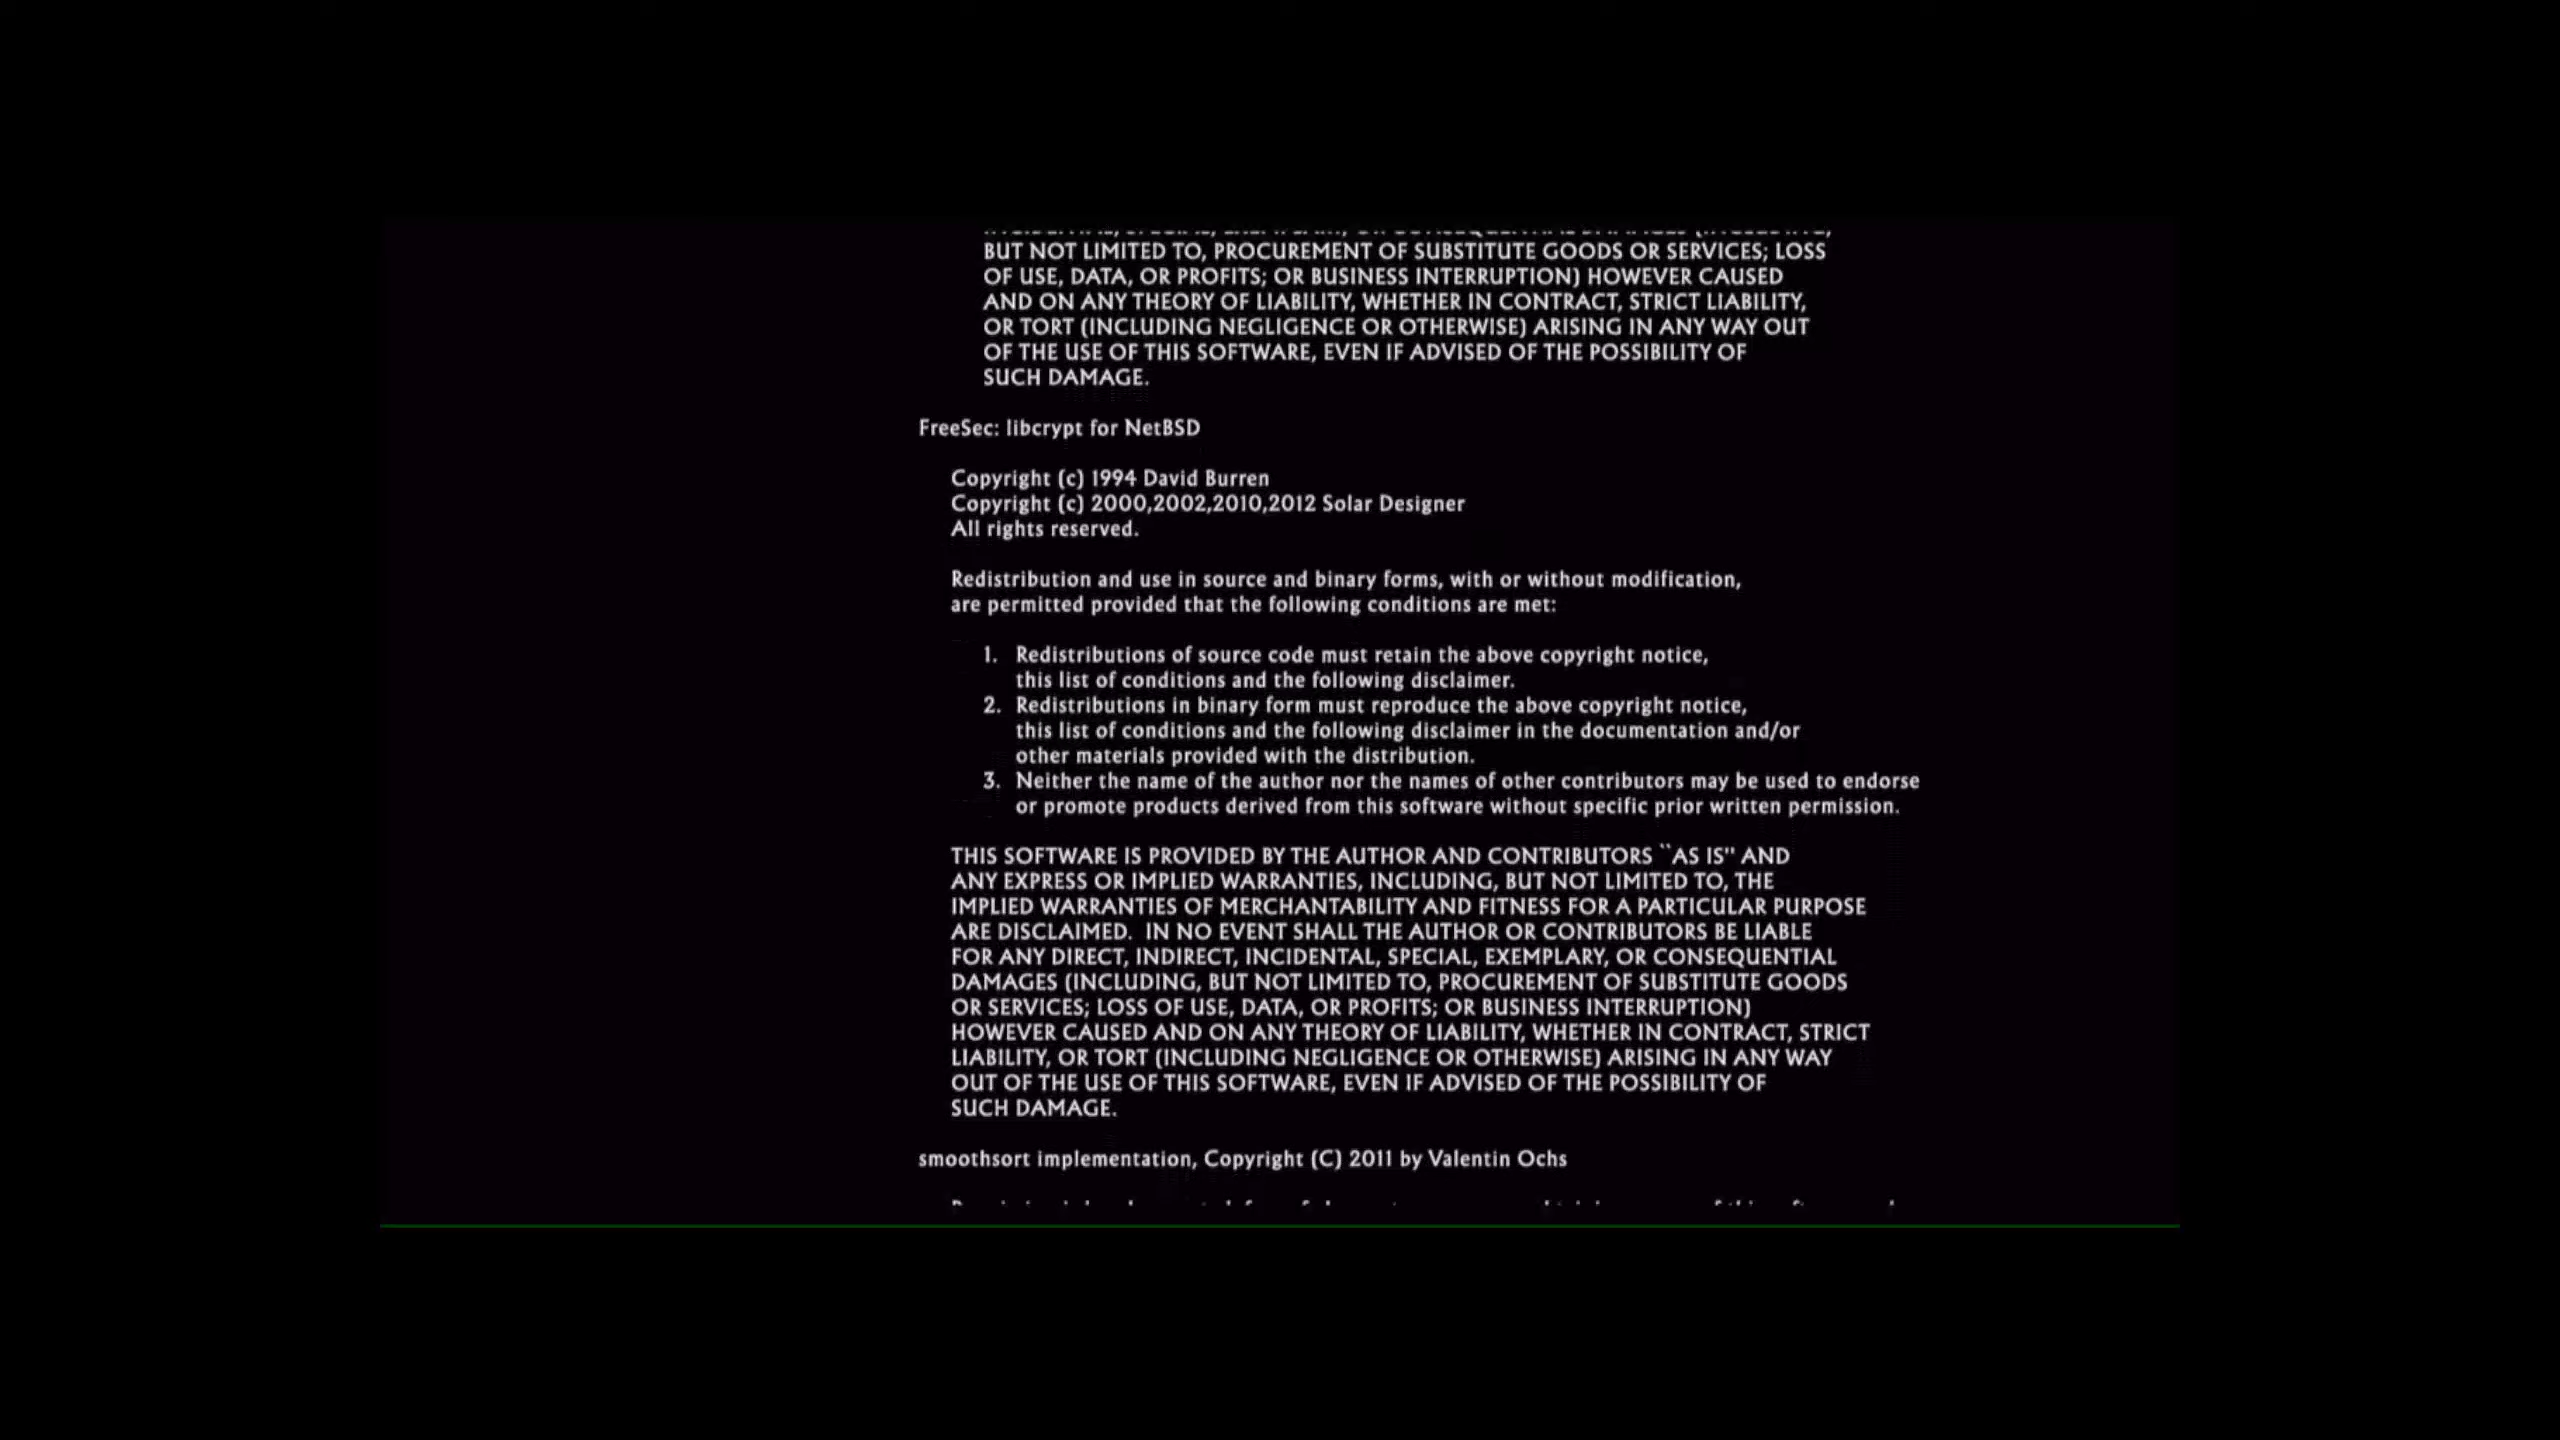 BUT NOT LIMITED TO, PROCUREMENT OF SUBSTITUTE GOODS OR SERVICES; LOSS
OF USE, DATA, OR PROFITS; OR BUSINESS INTERRUPTION) HOWEVER CAUSED
AND ON ANY THEORY OF LIABILITY, WHETHER IN CONTRACT, STRICT LIABILITY,
OR TORT (INCLUDING NEGLIGENCE OR OTHERWISE) ARISING IN ANY WAY OUT
OF THE USE OF THIS SOFTWARE, EVEN IF ADVISED OF THE POSSIBILITY OF
SUCH DAMAGE.
FreeSec: libcrypt for NetBSD
Copyright (c) 1994 David Burren
Copyright (c) 2000,2002,2010,2012 Solar Designer
All rights reserved.
Redistribution and use in source and binary forms, with or without modification,
are permitted provided that the following conditions are met:
1. Redistributions of source code must retain the above copyright notice,
this list of conditions and the following disclaimer.
2. Redistributions in binary form must reproduce the above copyright notice,
this list of conditions and the following disclaimer in the documentation and/or
other materials provided with the distribution.
3. Neither the name of the author nor the names of other contributors may be used to endorse
or promote products derived from this software without specific prior written permission.
THIS SOFTWARE IS PROVIDED BY THE AUTHOR AND CONTRIBUTORS ``AS IS'' AND
ANY EXPRESS OR IMPLIED WARRANTIES, INCLUDING, BUT NOT LIMITED TO, THE
IMPLIED WARRANTIES OF MERCHANTABILITY AND FITNESS FOR A PARTICULAR PURPOSE
ARE DISCLAIMED.  IN NO EVENT SHALL THE AUTHOR OR CONTRIBUTORS BE LIABLE
FOR ANY DIRECT, INDIRECT, INCIDENTAL, SPECIAL, EXEMPLARY, OR CONSEQUENTIAL
DAMAGES (INCLUDING, BUT NOT LIMITED TO, PROCUREMENT OF SUBSTITUTE GOODS
OR SERVICES; LOSS OF USE, DATA, OR PROFITS; OR BUSINESS INTERRUPTION)
HOWEVER CAUSED AND ON ANY THEORY OF LIABILITY, WHETHER IN CONTRACT, STRICT
LIABILITY, OR TORT (INCLUDING NEGLIGENCE OR OTHERWISE) ARISING IN ANY WAY
OUT OF THE USE OF THIS SOFTWARE, EVEN IF ADVISED OF THE POSSIBILITY OF
SUCH DAMAGE.
smoothsort implementation, Copyright (C) 2011 by Valentin Ochs